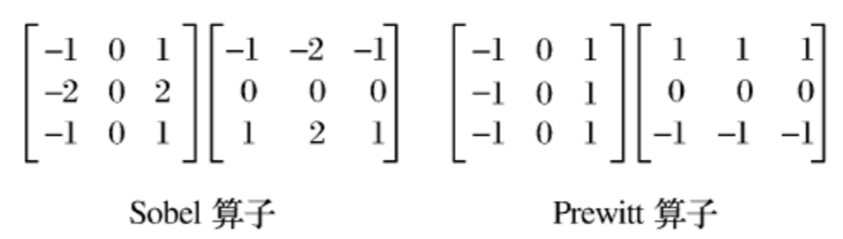 -1 0 1 -1 -2 -1 -1 0 1 1 1 1
-2 0 2 0 0 0 -1 0 1 0 0 0
-1 0 1 1 2 1 -1 0 1 -1 -1 -1
Sobel 算子 Prewitt 算子